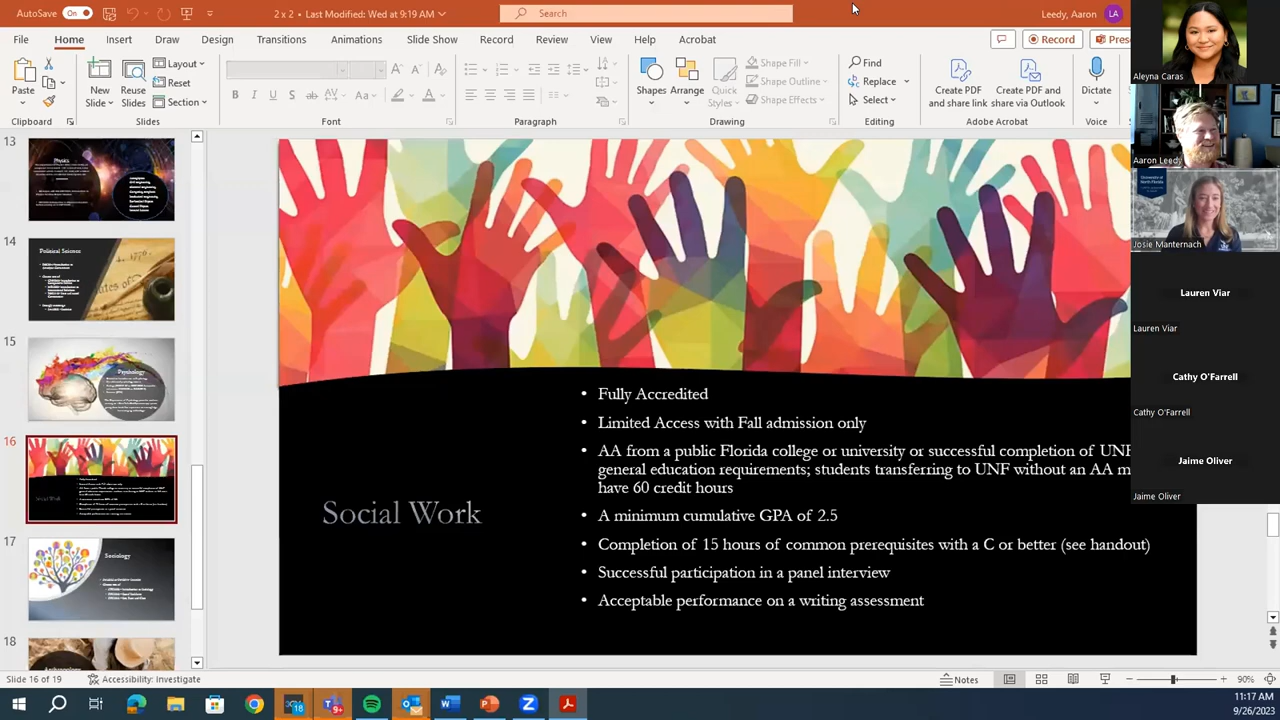 AutoSave On 2 x 2 • Last Modified: Wed at 9:19 AM Search Leedy, Aaron LA
File Home Insert Draw Design Transitions Animations Slide Show Review View Help Acrobat Record
Paste New Slide Reuse Slides Layout Reset Section
B I U S ab
Shapes Arrange Quick Styles Shape Fill Shape Outline Shape Effects
Find Replace Select
Create PDF and share link Create PDF and share via Outlook Dictate
Clipboard Slides Font Paragraph Drawing Editing Adobe Acrobat Voice
13
Physics
14
Political Science
15
Psychology
16
17
Sociology
18
Social Work
• Fully Accredited
• Limited Access with Fall admission only
• AA from a public Florida college or university or successful completion of UNF
general education requirements; students transferring to UNF without an AA
have 60 credit hours
• A minimum cumulative GPA of 2.5
• Completion of 15 hours of common prerequisites with a C or better (see handout)
• Successful participation in a panel interview
• Acceptable performance on a writing assessment
Aleyna Caras
Aaron Leedy
Josie Manternach
Lauren Viar
Lauren Viar
Cathy O'Farrell
Cathy O'Farrell
Jaime Oliver
Jaime Oliver
Slide 16 of 19 Accessibility: Investigate Notes 90%
11:17 AM
9/26/2023